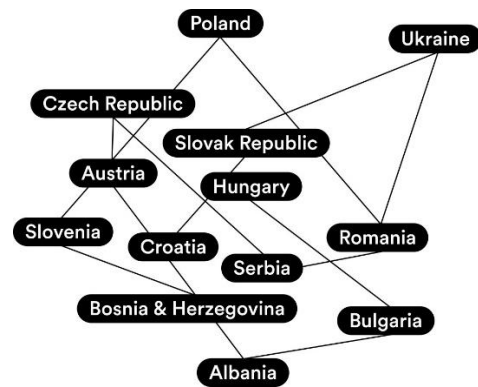 Poland
Ukraine
Czech Republic
Slovak Republic
Austria
Hungary
Slovenia
Croatia
Romania
Serbia
Bosnia & Herzegovina
Bulgaria
Albania